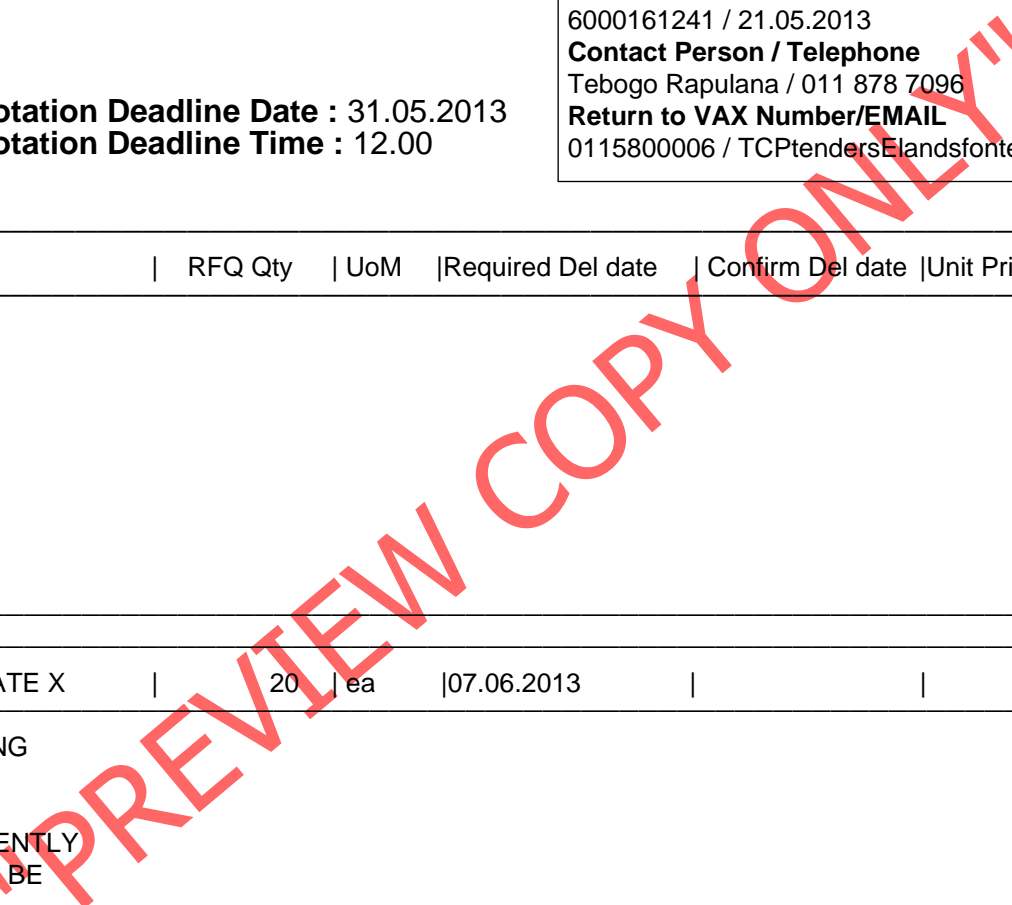 6000161241 / 21.05.2013
Contact Person / Telephone
Tebogo Rapulana / 011 878 7096
otation Deadline Date : 31.05.2013
Return to VAX Number/EMAIL
otation Deadline Time : 12.00
0115800006 / TCPtendersElandsfonte
| RFQ Qty | UoM |Required Del date | Confirm Del date |Unit Pri
ATE X | 20 | ea |07.06.2013 | |
NG
ENTLY
BE
"PREVIEW COPY ONLY"